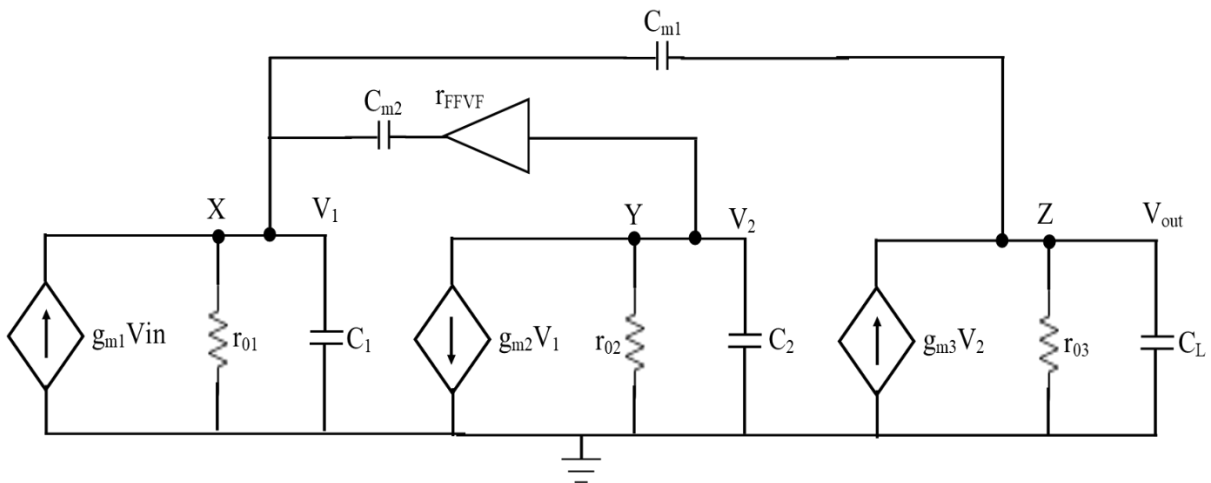 Cm1
Cm2
rFFVF
X
V1
Y
V2
Z
Vout
gm1Vin
r01
C1
gm2V1
r02
C2
gm3V2
r03
CL